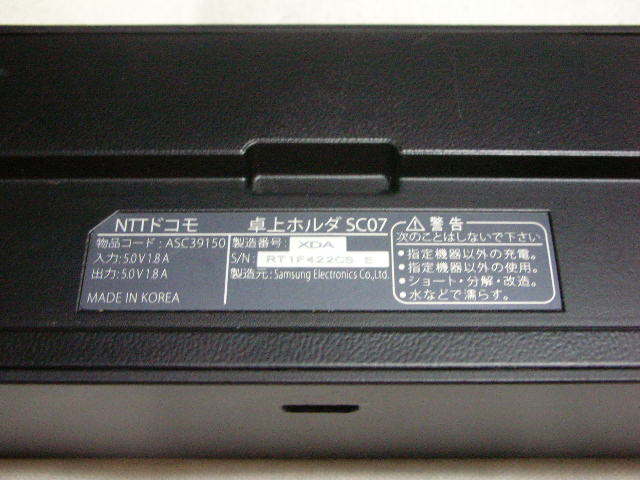 NTTドコモ 卓上ホルダ SC07
物品コード：ASC39150 製造番号： XDA
入力：5.0V 1.8A S/N：
出力：5.0V 1.8A 製造元：Samsung Electronics Co.,Ltd.
MADE IN KOREA
⚠警告
次のことはしないで下さい
●指定機器以外の充電。
●指定機器以外の使用。
●ショート・分解・改造。
●水などで濡らす。